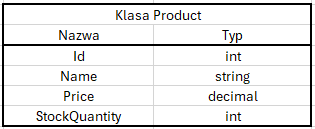 Klasa Product
Nazwa Typ
Id int
Name string
Price decimal
StockQuantity int